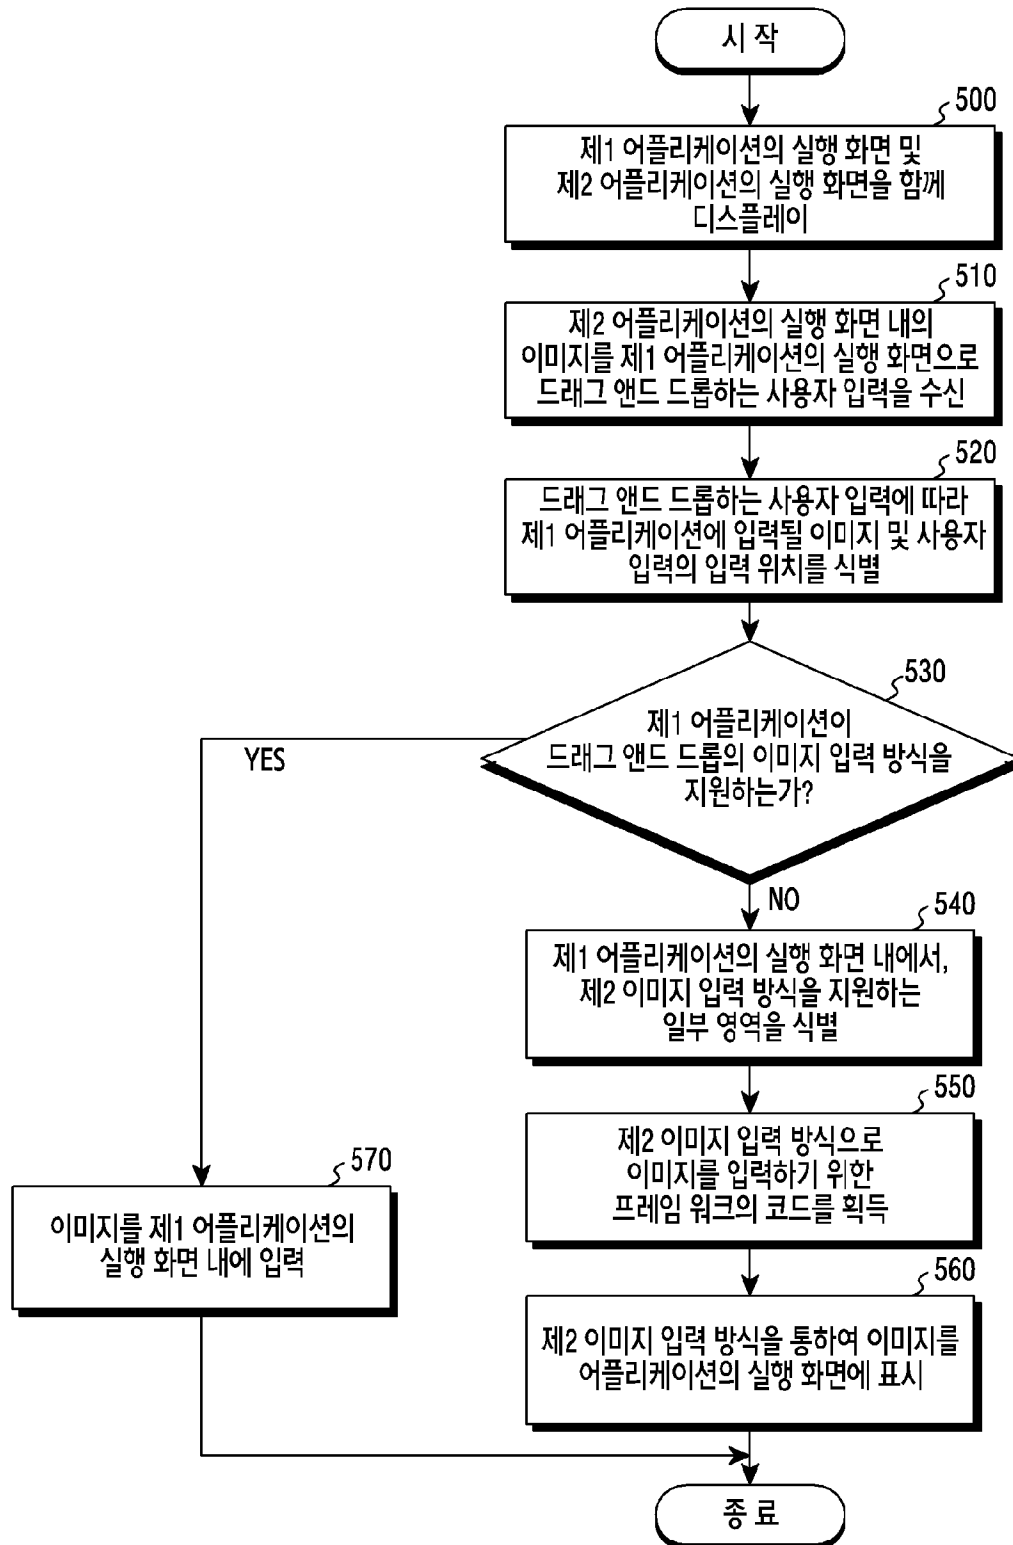 시 작
500
제1 어플리케이션의 실행 화면 및
제2 어플리케이션의 실행 화면을 함께
디스플레이
510
제2 어플리케이션의 실행 화면 내의
이미지를 제1 어플리케이션의 실행 화면으로
드래그 앤드 드롭하는 사용자 입력을 수신
520
드래그 앤드 드롭하는 사용자 입력에 따라
제1 어플리케이션에 입력될 이미지 및 사용자
입력의 입력 위치를 식별
530
제1 어플리케이션이
드래그 앤드 드롭의 이미지 입력 방식을
지원하는가?
YES
NO
540
제1 어플리케이션의 실행 화면 내에서,
제2 이미지 입력 방식을 지원하는
일부 영역을 식별
550
제2 이미지 입력 방식으로
이미지를 입력하기 위한
프레임 워크의 코드를 획득
570
이미지를 제1 어플리케이션의
실행 화면 내에 입력
560
제2 이미지 입력 방식을 통하여 이미지를
어플리케이션의 실행 화면에 표시
종 료